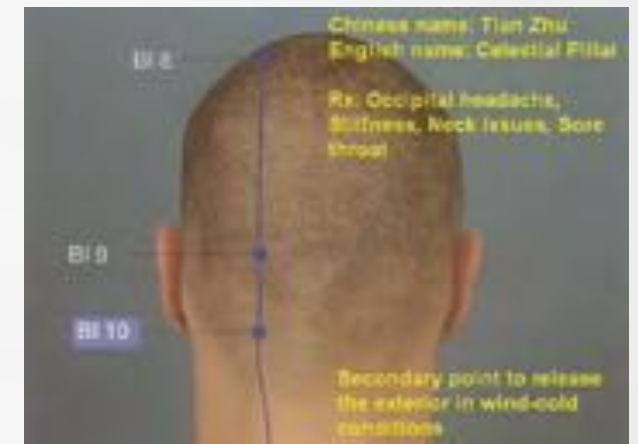 Chinese name: Tian Zhu
English name: Celestial Pillar
Bl 8
Rx: Occipital headache,
Stiffness, Neck issues, Sore
throat
Bl 9
Bl 10
Secondary point to release
the exterior in wind-cold
conditions